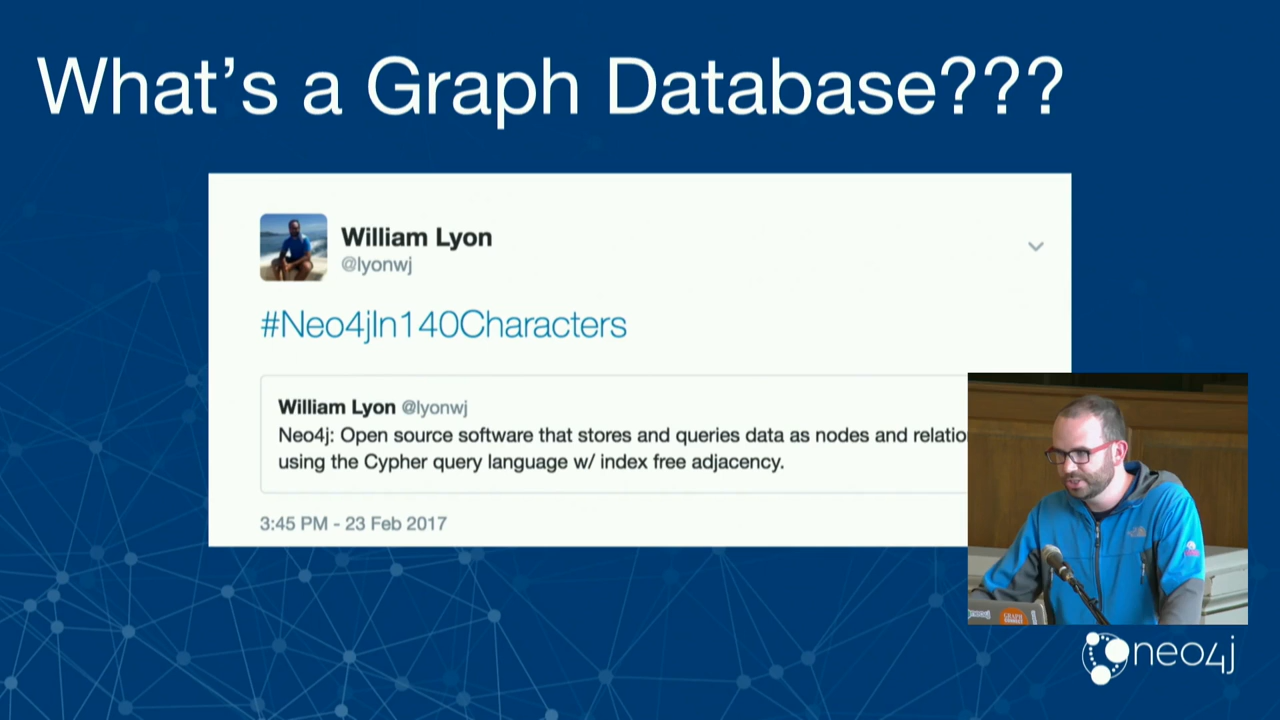 What's a Graph Database???
William Lyon
@lyonwj
#Neo4jIn140Characters
William Lyon @lyonwj
Neo4j: Open source software that stores and queries data as nodes and relatio
using the Cypher query language w/ index free adjacency.
3:45 PM - 23 Feb 2017
neo4j